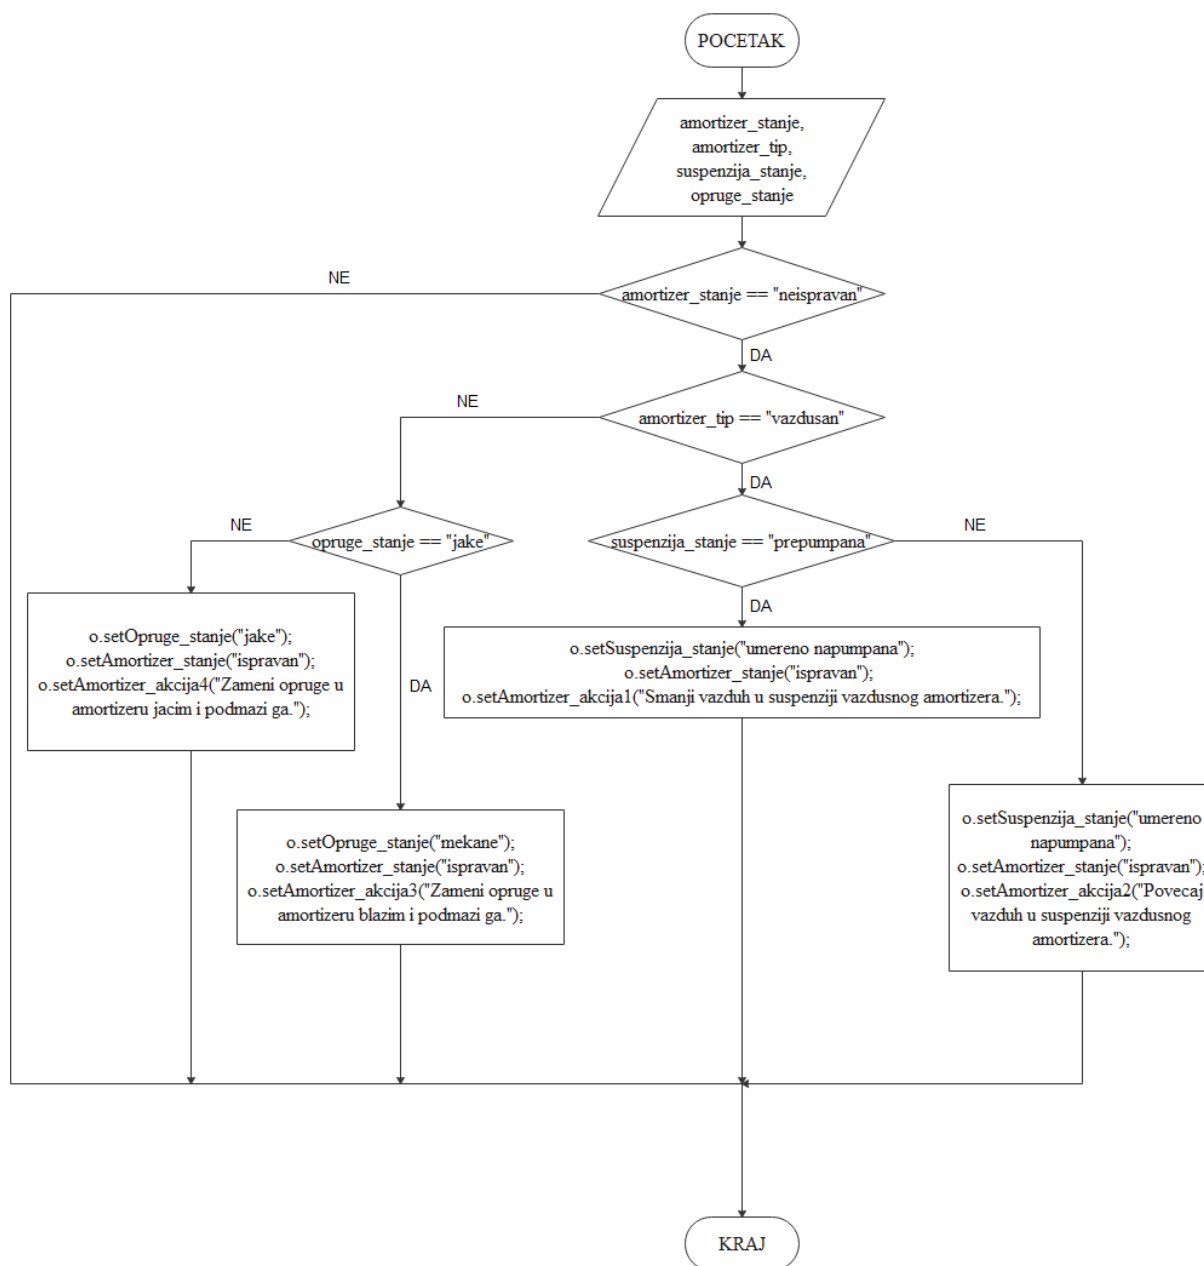 POCETAK
amortizer_stanje,
amortizer_tip,
suspenzija_stanje,
opruge_stanje
NE
amortizer_stanje == "neispravan"
DA
NE
amortizer_tip == "vazdusan"
DA
NE
opruge_stanje == "jake"
suspenzija_stanje == "prepumpana"
NE
DA
o.setOpruge_stanje("jake");
o.setAmortizer_stanje("ispravan");
o.setAmortizer_akcija4("Zameni opruge u
amortizeru jacim i podmazi ga.");
DA
o.setSuspenzija_stanje("umereno napumpana");
o.setAmortizer_stanje("ispravan");
o.setAmortizer_akcija1("Smanji vazduh u suspenziji vazdusnog amortizera.");
o.setOpruge_stanje("mekane");
o.setAmortizer_stanje("ispravan");
o.setAmortizer_akcija3("Zameni opruge u
amortizeru blazim i podmazi ga.");
o.setSuspenzija_stanje("umereno
napumpana");
o.setAmortizer_stanje("ispravan");
o.setAmortizer_akcija2("Povecaj
vazduh u suspenziji vazdusnog
amortizera.");
KRAJ